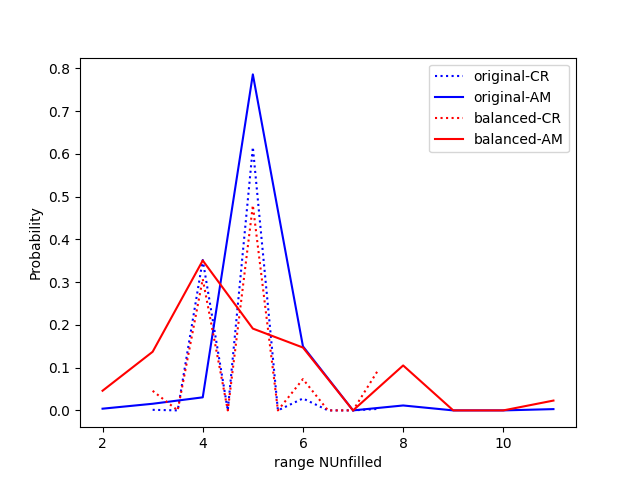 0.8
0.7
0.6
0.5
0.4
0.3
0.2
0.1
0.0
Probability
2 4 6 8 10
range NUnfilled
original-CR
original-AM
balanced-CR
balanced-AM